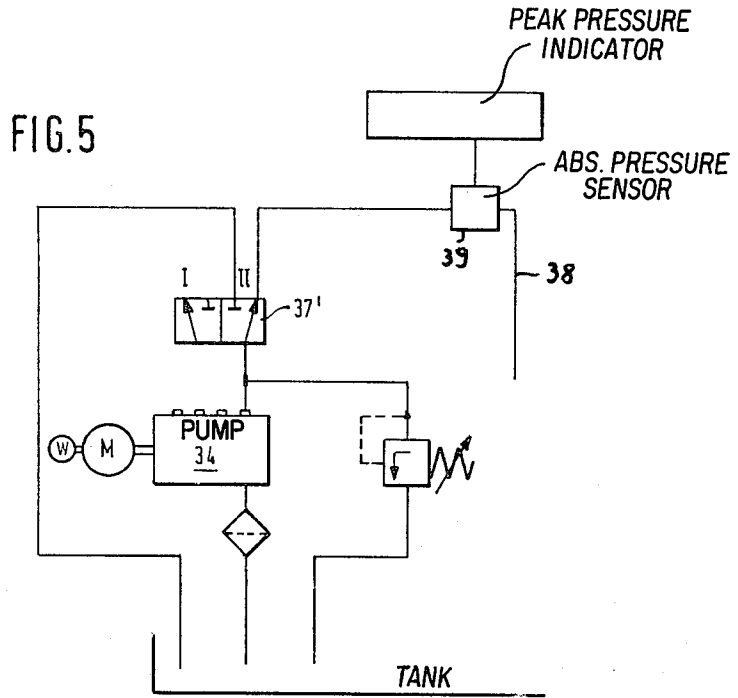 PEAK PRESSURE
INDICATOR
FIG.5
ABS. PRESSURE
SENSOR
39
38
I
II
37'
PUMP
34
W
M
TANK